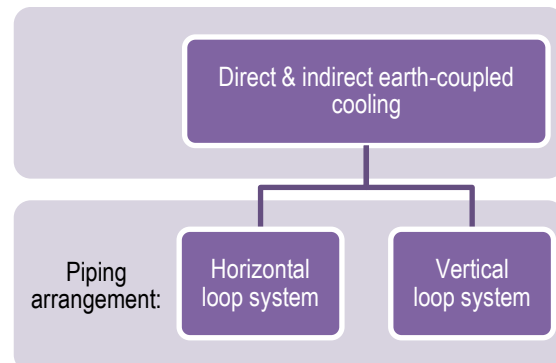 Direct & indirect earth-coupled
cooling
Piping
arrangement:
Horizontal
loop system
Vertical
loop system